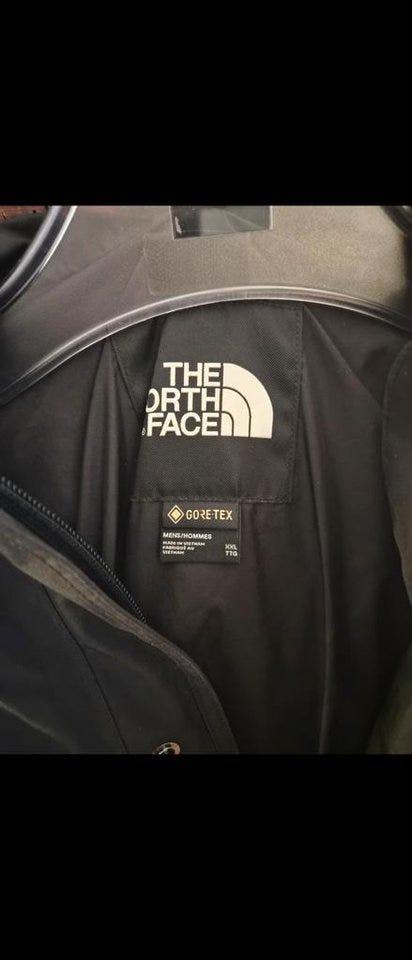 THE
ORTH
FACE
GORE-TEX
MENS/HOMMES
MADE IN VIETNAM
FABRIQUÉ AU
VIETNAM
XXL
TTG